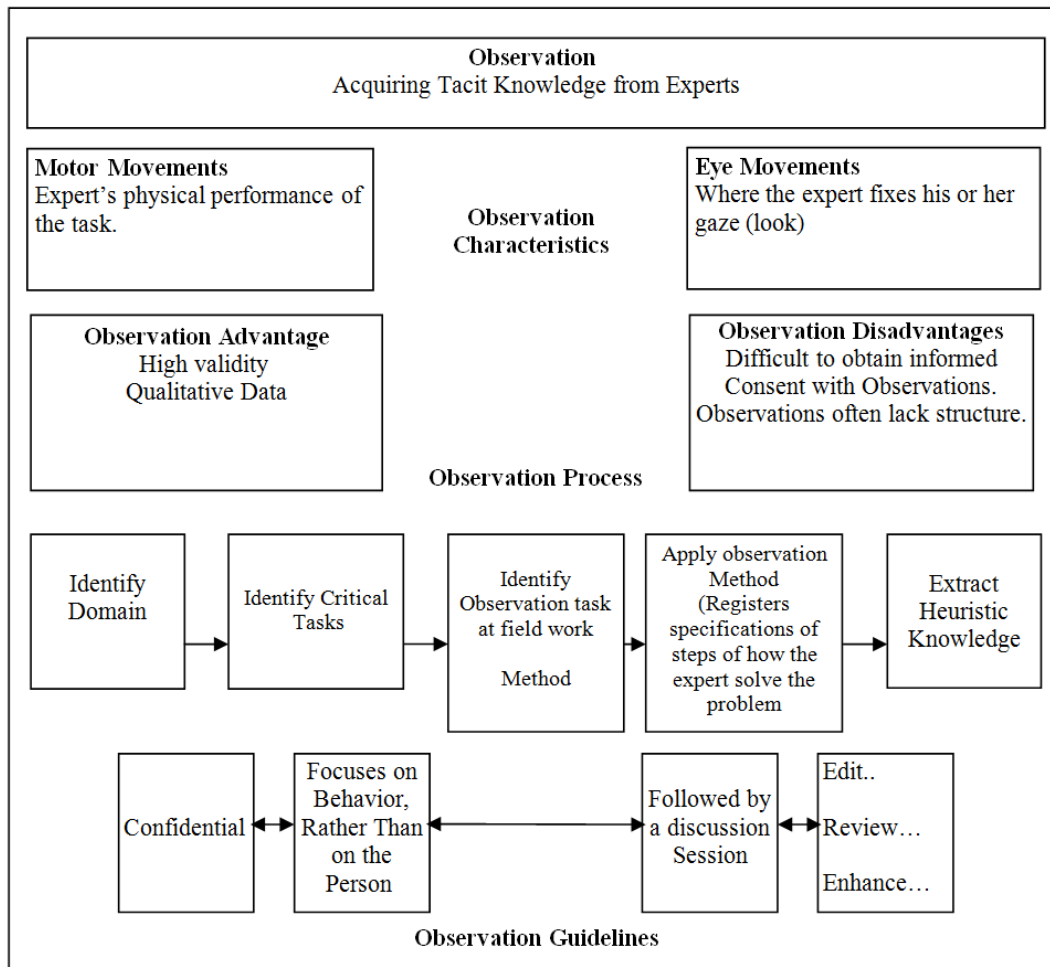 Observation
Acquiring Tacit Knowledge from Experts
Motor Movements
Expert's physical performance of
the task.
Observation
Characteristics
Eye Movements
Where the expert fixes his or her
gaze (look)
Observation Advantage
High validity
Qualitative Data
Observation Disadvantages
Difficult to obtain informed
Consent with Observations.
Observations often lack structure.
Observation Process
Identify
Domain
Identify Critical
Tasks
Identify
Observation task
at field work
Method
Apply observation
Method
(Registers
specifications of
steps of how the
expert solve the
problem
Extract
Heuristic
Knowledge
Confidential
Focuses on
Behavior,
Rather Than
on the
Person
Followed by
a discussion
Session
Edit..
Review…
Enhance…
Observation Guidelines